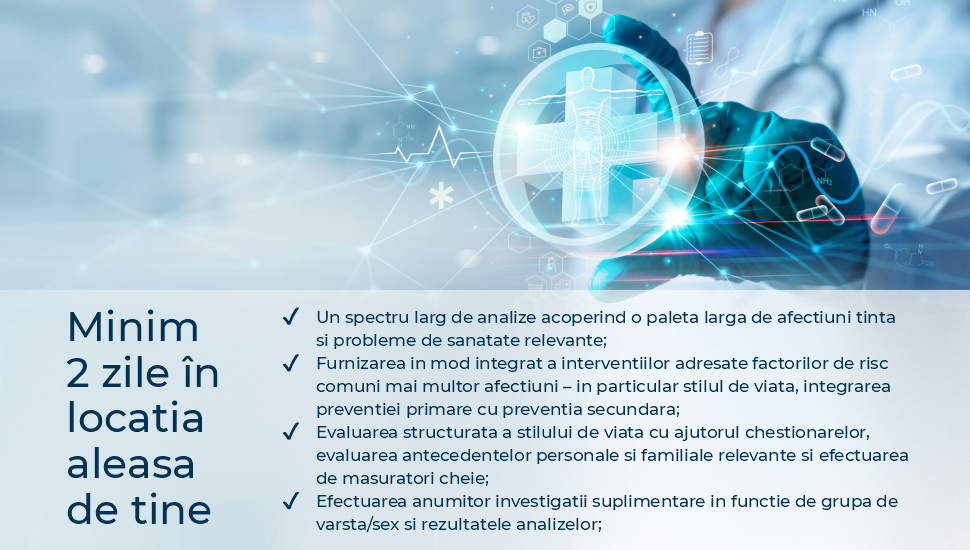 HN
OH
NH
NH₂
Minim
2 zile în
locatia
aleasa
de tine
✓ Un spectru larg de analize acoperind o paleta larga de afectiuni tinta
si probleme de sanatate relevante;
✓ Furnizarea in mod integrat a interventiilor adresate factorilor de risc
comuni mai multor afectiuni – in particular stilul de viata, integrarea
preventiei primare cu preventia secundara;
✓ Evaluarea structurata a stilului de viata cu ajutorul chestionarelor,
evaluarea antecedentelor personale si familiale relevante si efectuarea
de masuratori cheie;
✓ Efectuarea anumitor investigatii suplimentare in functie de grupa de
varsta/sex si rezultatele analizelor;